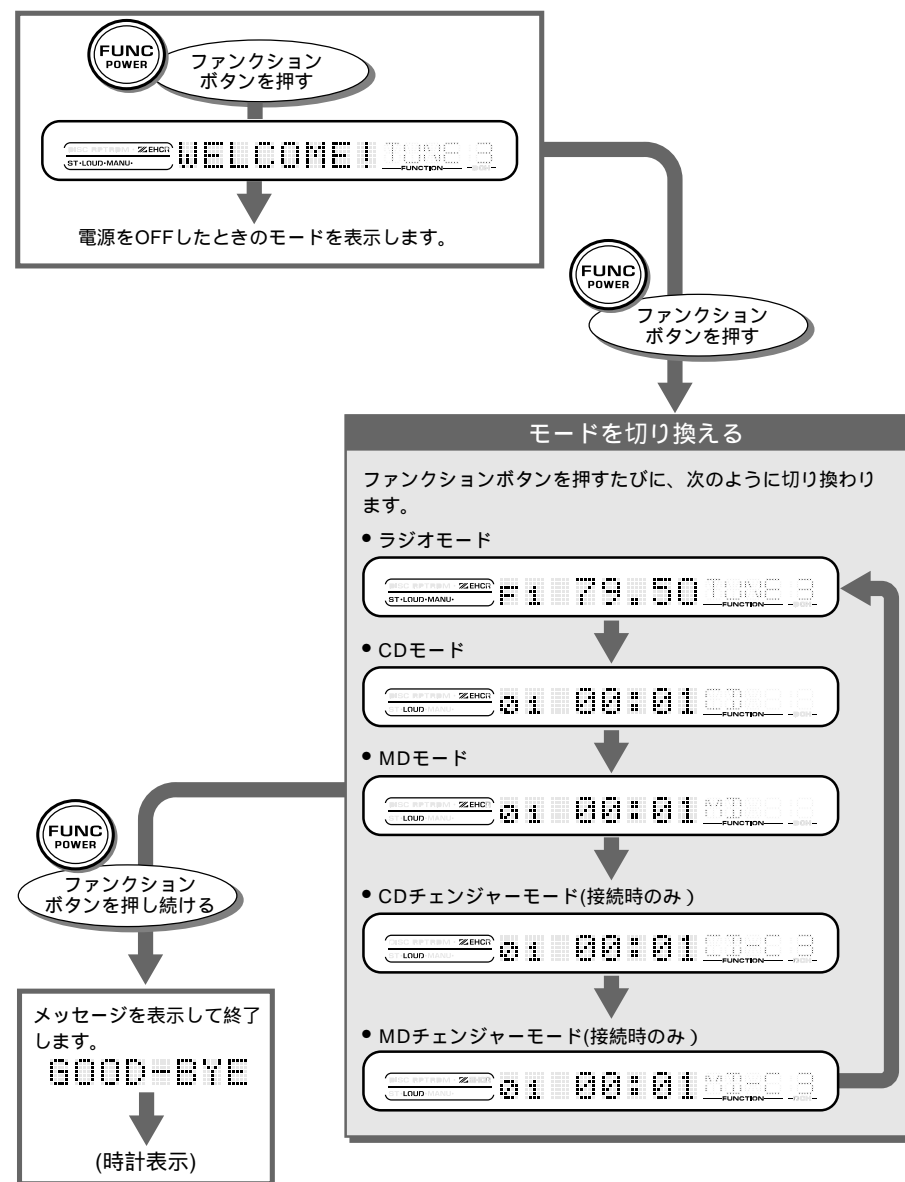 FUNC
POWER
ファンクション
ボタンを押す
DISC RPTRDM・ ZEHCR
ST・LOUD・MANU・
WELCOME!
TUNE 3
FUNCTION
電源をOFFしたときのモードを表示します。
FUNC
POWER
ファンクション
ボタンを押す
モードを切り換える
ファンクションボタンを押すたびに、次のように切り換わり
ます。
• ラジオモード
ZEHCR
ST・LOUD・MANU・
F1 79.50 TUNE 3
FUNCTION
• CDモード
ZEHCR
LOUD
01 00:01 CD
FUNCTION
• MDモード
ZEHCR
LOUD
01 00:01 MD
FUNCTION
• CDチェンジャーモード(接続時のみ )
ZEHCR
LOUD
01 00:01 CD-C 3
FUNCTION
• MDチェンジャーモード(接続時のみ )
LOUD
01 00:01 MD-C 3
FUNCTION
FUNC
POWER
ファンクション
ボタンを押し続ける
メッセージを表示して終了
します。
GOOD-BYE
(時計表示)